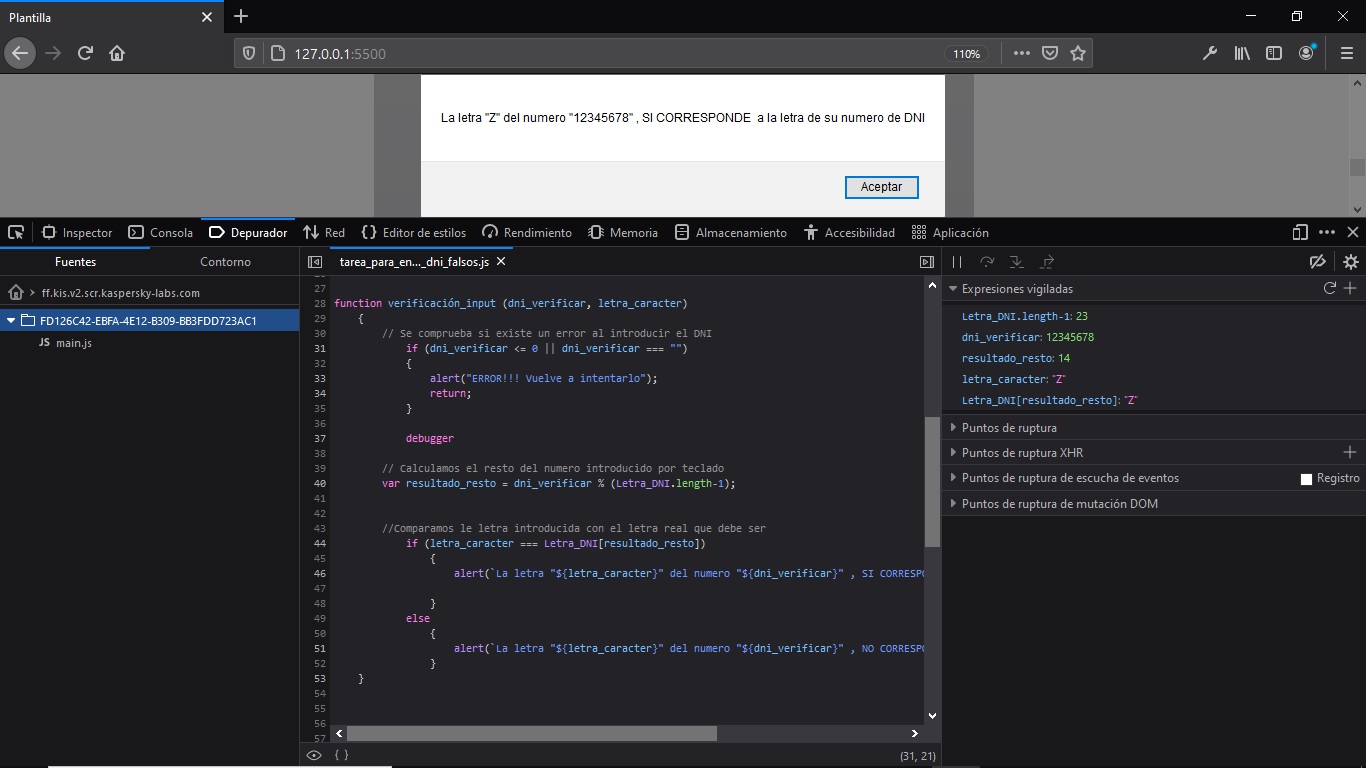 Plantilla
127.0.0.1:5500
110%
La letra "Z" del numero "12345678" , SI CORRESPONDE  a la letra de su numero de DNI
Aceptar
Inspector
Consola
Depurador
Red
Editor de estilos
Rendimiento
Memoria
Almacenamiento
Accesibilidad
Aplicación
Fuentes
Contorno
ff.kis.v2.scr.kaspersky-labs.com
FD126C42-EBFA-4E12-B309-BB3FDD723AC1
JS main.js
tarea_para_en…_dni_falsos.js
27
28 function verificación_input (dni_verificar, letra_caracter)
29 {
30 // Se comprueba si existe un error al introducir el DNI
31 if (dni_verificar <= 0 || dni_verificar === "")
32 {
33 alert("ERROR!!! Vuelve a intentarlo");
34 return;
35 }
36
37 debugger
38
39 // Calculamos el resto del numero introducido por teclado
40 var resultado_resto = dni_verificar % (Letra_DNI.length-1);
41
42
43 //Comparamos le letra introducida con el letra real que debe ser
44 if (letra_caracter === Letra_DNI[resultado_resto])
45 {
46 alert(`La letra "${letra_caracter}" del numero "${dni_verificar}" , SI CORRESPO
47
48 }
49 else
50 {
51 alert(`La letra "${letra_caracter}" del numero "${dni_verificar}" , NO CORRESPO
52 }
53 }
54
55
56
57
{ }
(31, 21)
Expresiones vigiladas
Letra_DNI.length-1: 23
dni_verificar: 12345678
resultado_resto: 14
letra_caracter: "Z"
Letra_DNI[resultado_resto]: "Z"
Puntos de ruptura
Puntos de ruptura XHR
Puntos de ruptura de escucha de eventos
Registro
Puntos de ruptura de mutación DOM